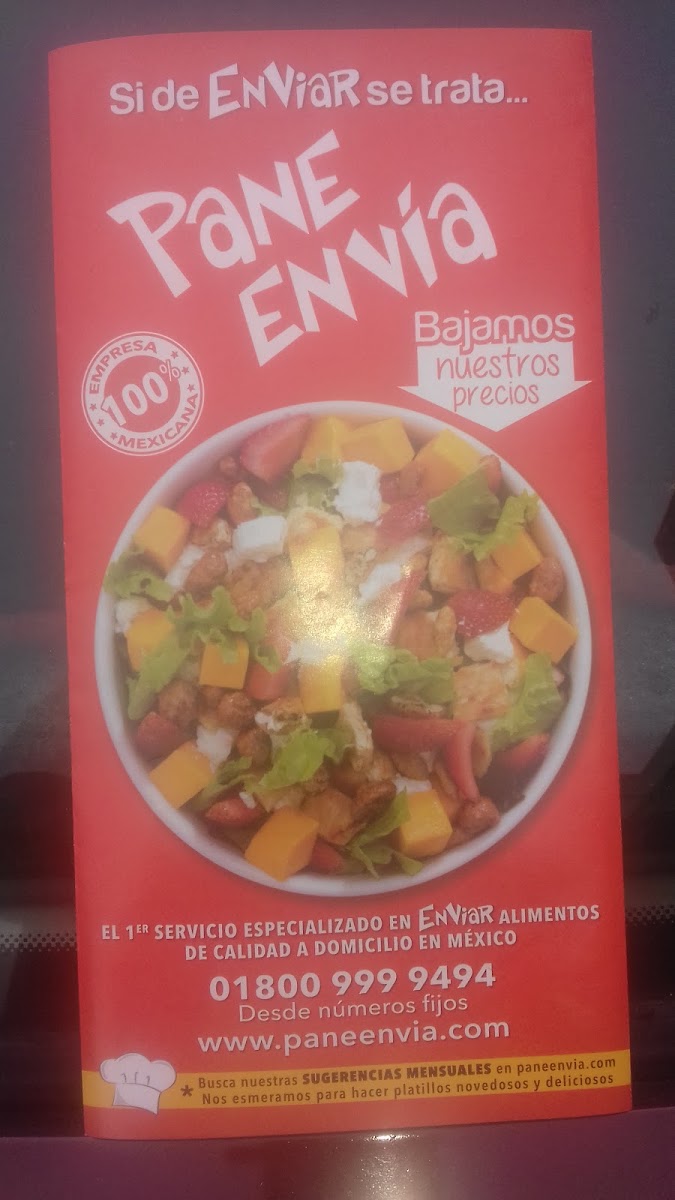 Si de ENViaR se trata...
PaNE
ENVía
EMPRESA
100%
MEXICANA
Bajamos
nuestros
precios
EL 1ER SERVICIO ESPECIALIZADO EN ENViaR ALIMENTOS
DE CALIDAD A DOMICILIO EN MÉXICO
01800 999 9494
Desde números fijos
www.paneenvia.com
* Busca nuestras SUGERENCIAS MENSUALES en paneenvia.com
Nos esmeramos para hacer platillos novedosos y deliciosos